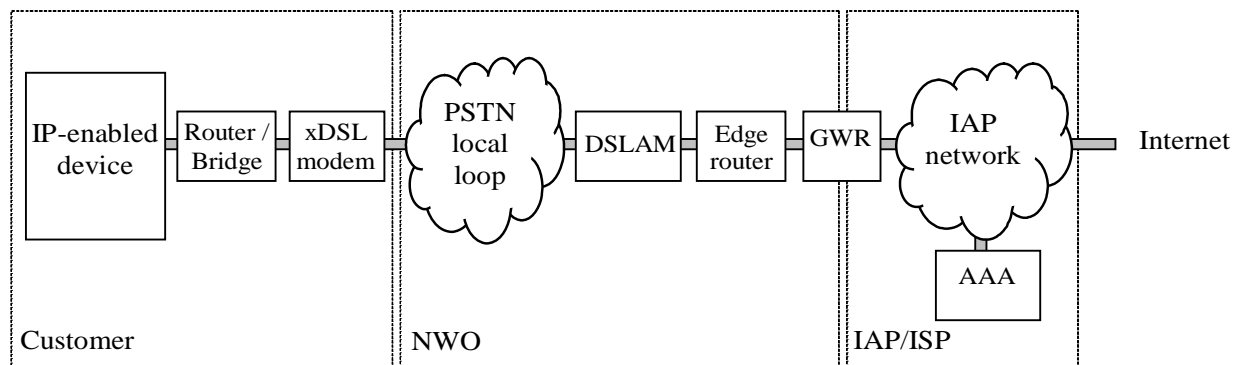 IP-enabled
device
Router /
Bridge
xDSL
modem
PSTN
local
loop
DSLAM
Edge
router
GWR
IAP
network
Internet
AAA
Customer
NWO
IAP/ISP